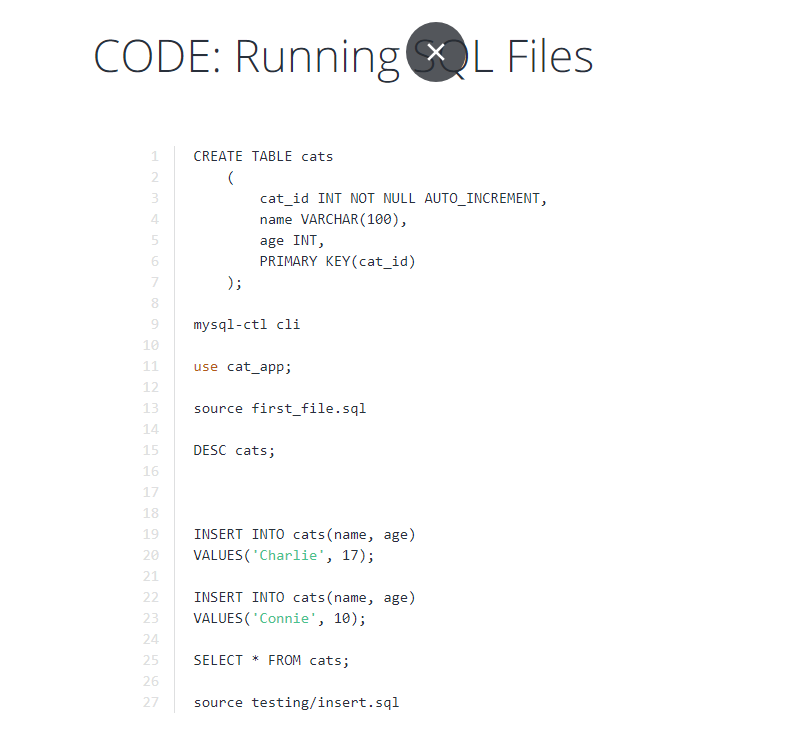 CODE: Running SQL Files
1 CREATE TABLE cats
2 (
3 cat_id INT NOT NULL AUTO_INCREMENT,
4 name VARCHAR(100),
5 age INT,
6 PRIMARY KEY(cat_id)
7 );
8
9 mysql-ctl cli
10
11 use cat_app;
12
13 source first_file.sql
14
15 DESC cats;
16
17
18
19 INSERT INTO cats(name, age)
20 VALUES('Charlie', 17);
21
22 INSERT INTO cats(name, age)
23 VALUES('Connie', 10);
24
25 SELECT * FROM cats;
26
27 source testing/insert.sql